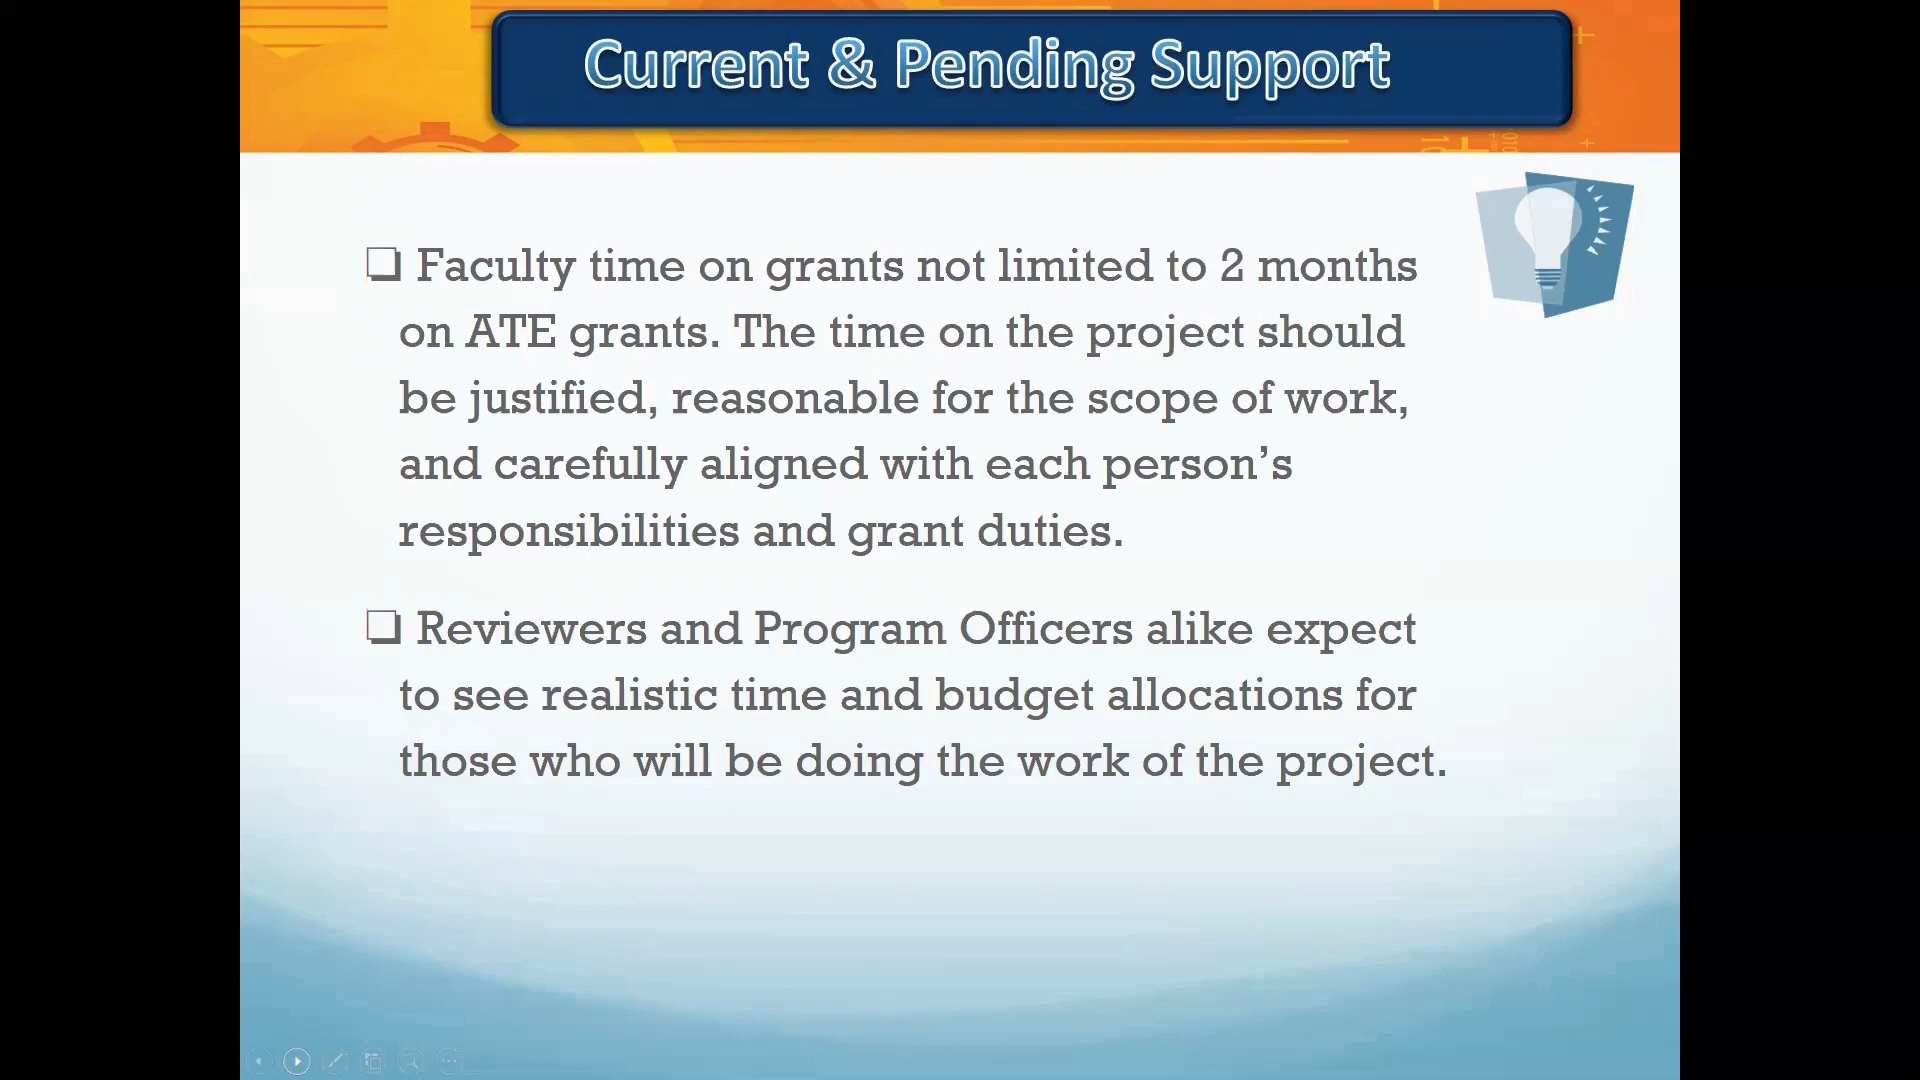 Current & Pending Support
❏ Faculty time on grants not limited to 2 months
on ATE grants. The time on the project should
be justified, reasonable for the scope of work,
and carefully aligned with each person’s
responsibilities and grant duties.
❏ Reviewers and Program Officers alike expect
to see realistic time and budget allocations for
those who will be doing the work of the project.